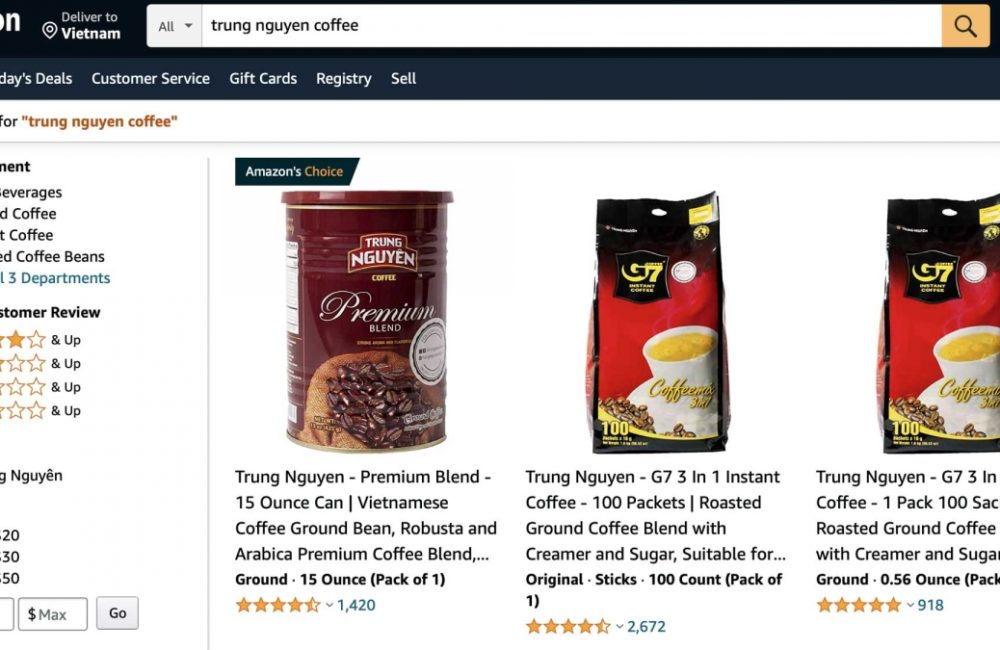 on
Deliver to
Vietnam
All
trung nguyen coffee
day's Deals
Customer Service
Gift Cards
Registry
Sell
for "trung nguyen coffee"
ment
Beverages
d Coffee
t Coffee
ed Coffee Beans
l 3 Departments
stomer Review
& Up
& Up
& Up
& Up
g Nguyên
$20
$30
$50
$ Max
Go
Amazon's Choice
TRUNG
NGUYÊN
COFFEE
Premium
BLEND
Ground Coffee
Trung Nguyen - Premium Blend -
15 Ounce Can | Vietnamese
Coffee Ground Bean, Robusta and
Arabica Premium Coffee Blend,...
Ground · 15 Ounce (Pack of 1)
1,420
G7
INSTANT
COFFEE
Coffeemix
3in1
100
Trung Nguyen - G7 3 In 1 Instant
Coffee - 100 Packets | Roasted
Ground Coffee Blend with
Creamer and Sugar, Suitable for...
Original · Sticks · 100 Count (Pack of
1)
2,672
G7
INSTANT
COFFEE
Coffeemix
3in1
100
Trung Nguyen - G7 3 In
Coffee - 1 Pack 100 Sac
Roasted Ground Coffee
with Creamer and Sugar
Ground · 0.56 Ounce (Pack
918